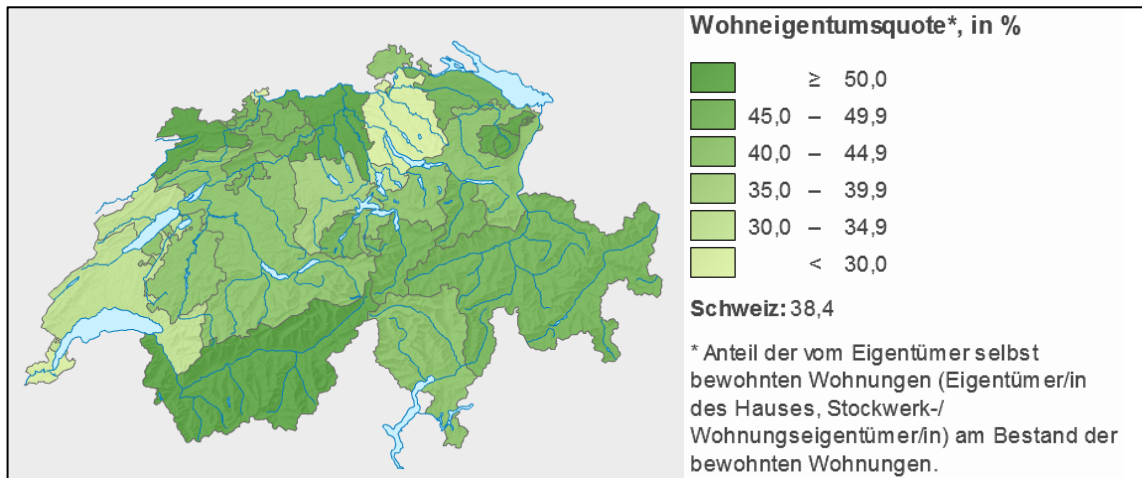 Wohneigentumsquote*, in %
≥ 50,0
45,0 – 49,9
40,0 – 44,9
35,0 – 39,9
30,0 – 34,9
< 30,0
Schweiz: 38,4
* Anteil der vom Eigentümer selbst
bewohnten Wohnungen (Eigentümer/in
des Hauses, Stockwerk-/
Wohnungseigentümer/in) am Bestand der
bewohnten Wohnungen.